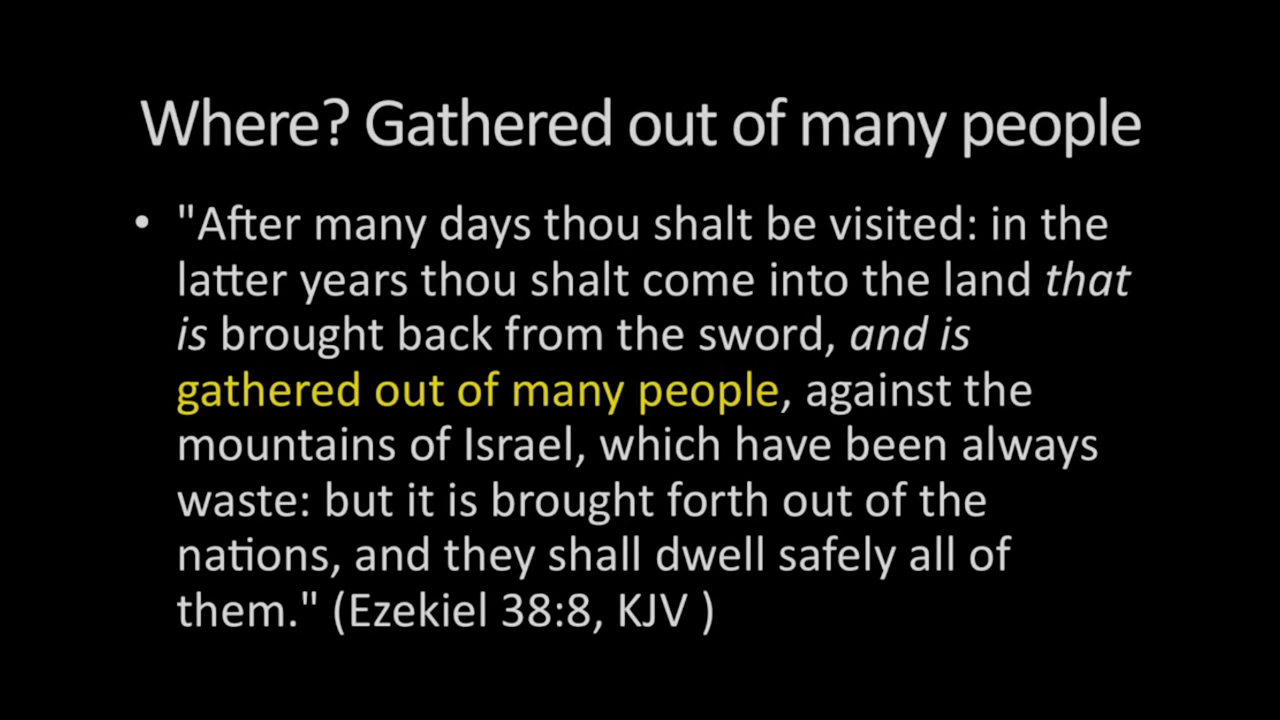 Where? Gathered out of many people
• "After many days thou shalt be visited: in the
latter years thou shalt come into the land that
is brought back from the sword, and is
gathered out of many people, against the
mountains of Israel, which have been always
waste: but it is brought forth out of the
nations, and they shall dwell safely all of
them." (Ezekiel 38:8, KJV )